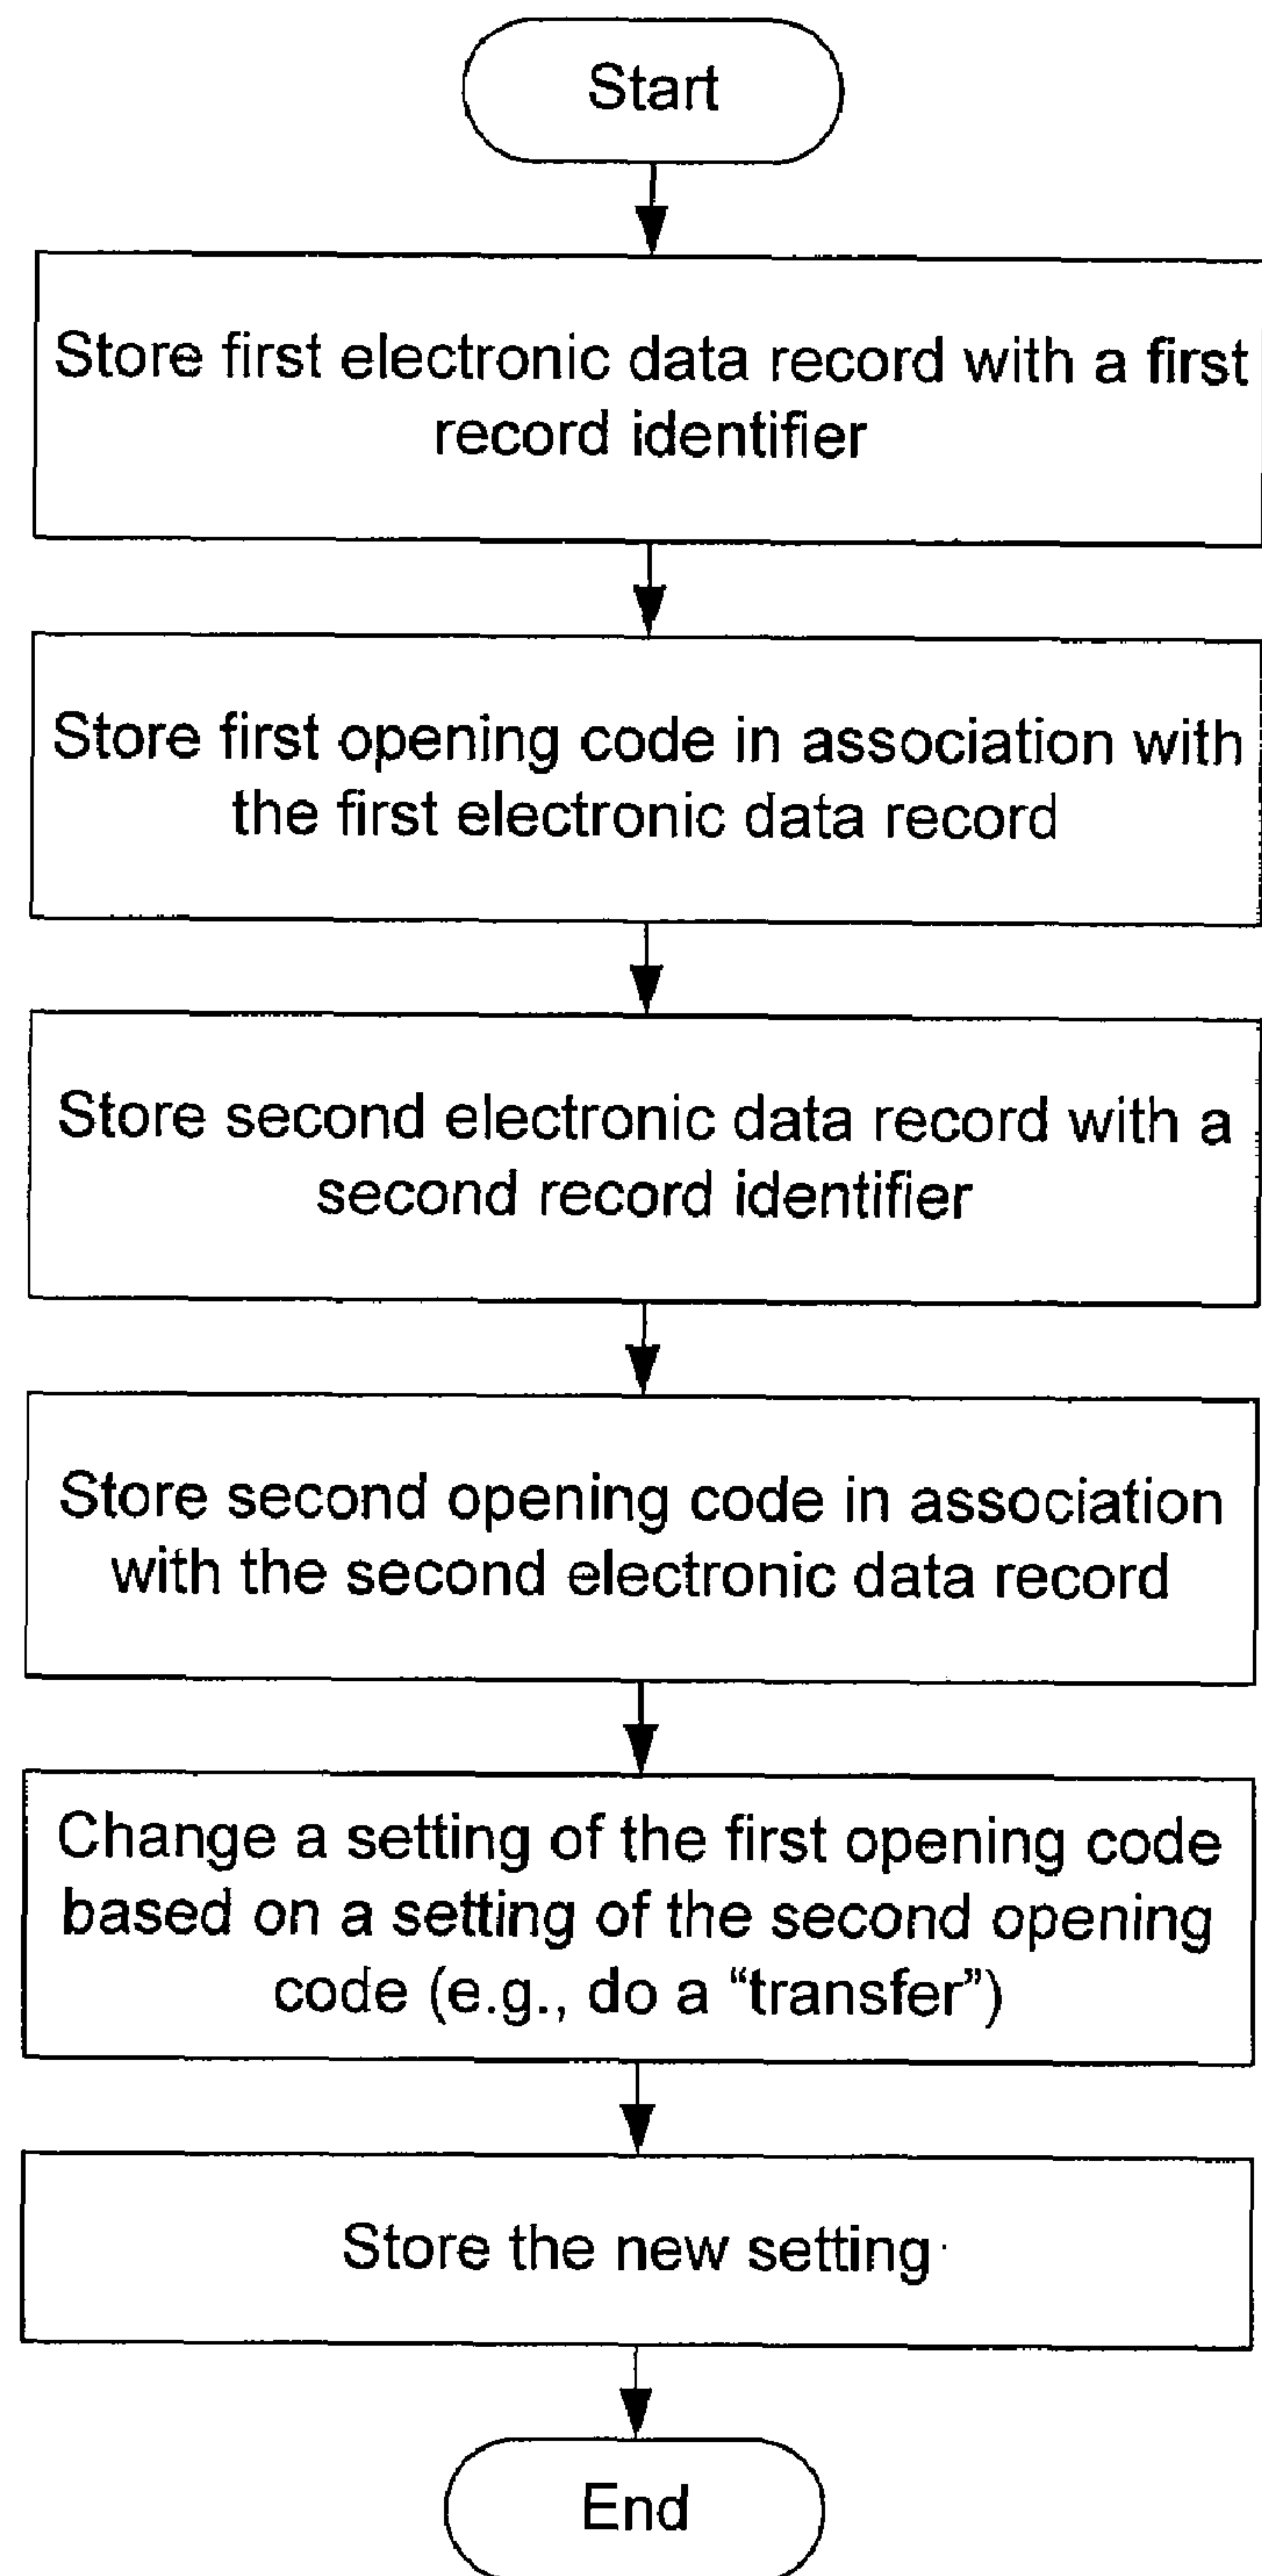 Start
Store first electronic data record with a first
record identifier
Store first opening code in association with
the first electronic data record
Store second electronic data record with a
second record identifier
Store second opening code in association
with the second electronic data record
Change a setting of the first opening code
based on a setting of the second opening
code (e.g., do a “transfer”)
Store the new setting
End